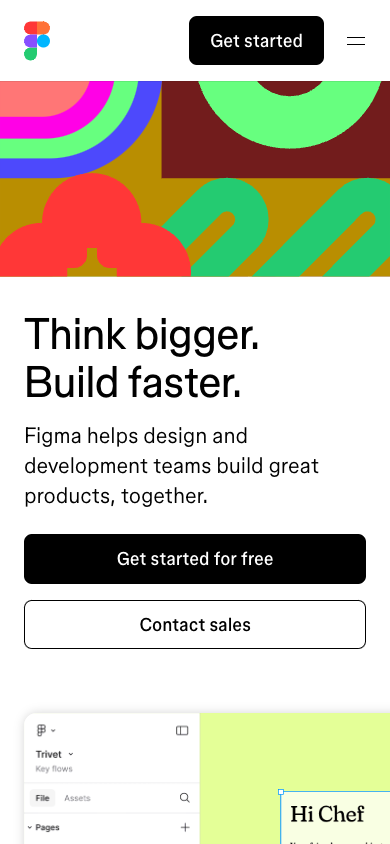 Get started
Think bigger.
Build faster.
Figma helps design and
development teams build great
products, together.
Get started for free
Contact sales
Trivet
Key flows
File Assets
Pages
Hi Chef